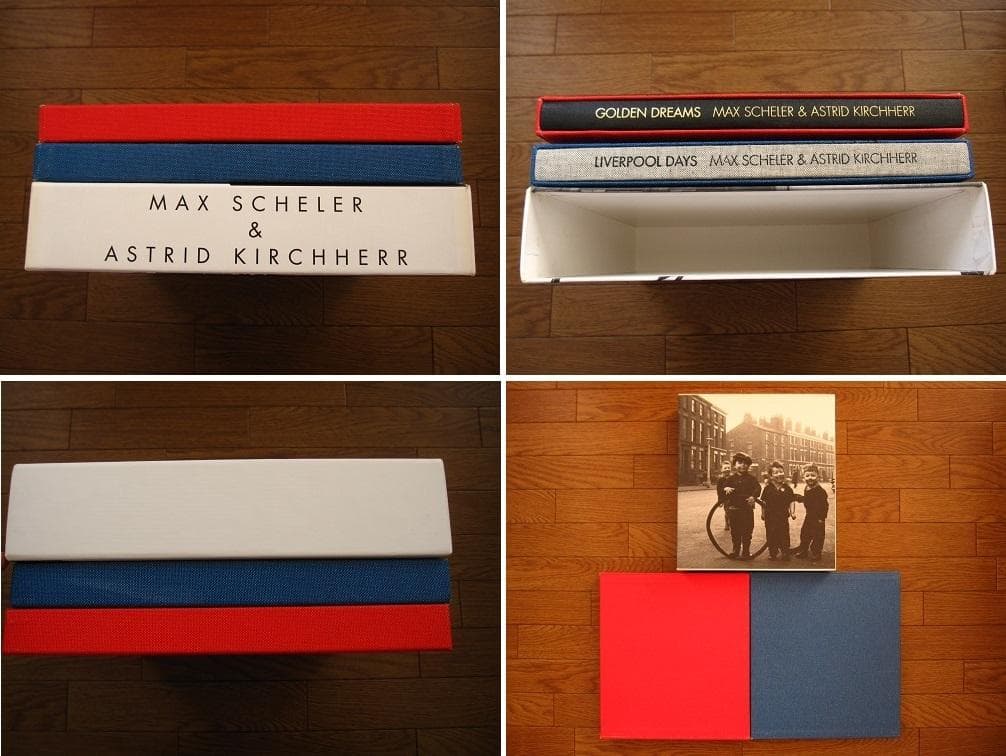 MAX SCHELER
&
ASTRID KIRCHHERR
GOLDEN DREAMS MAX SCHELER & ASTRID KIRCHHERR
LIVERPOOL DAYS MAX SCHELER & ASTRID KIRCHHERR